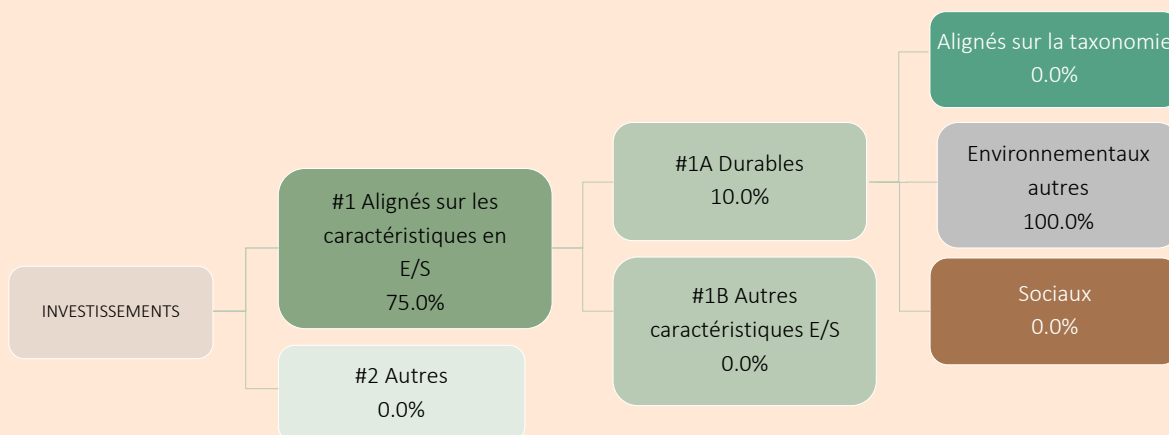 INVESTISSEMENTS
#1 Alignés sur les
caractéristiques en
E/S
75.0%
#2 Autres
0.0%
#1A Durables
10.0%
#1B Autres
caractéristiques E/S
0.0%
Alignés sur la taxonomie
0.0%
Environnementaux
autres
100.0%
Sociaux
0.0%